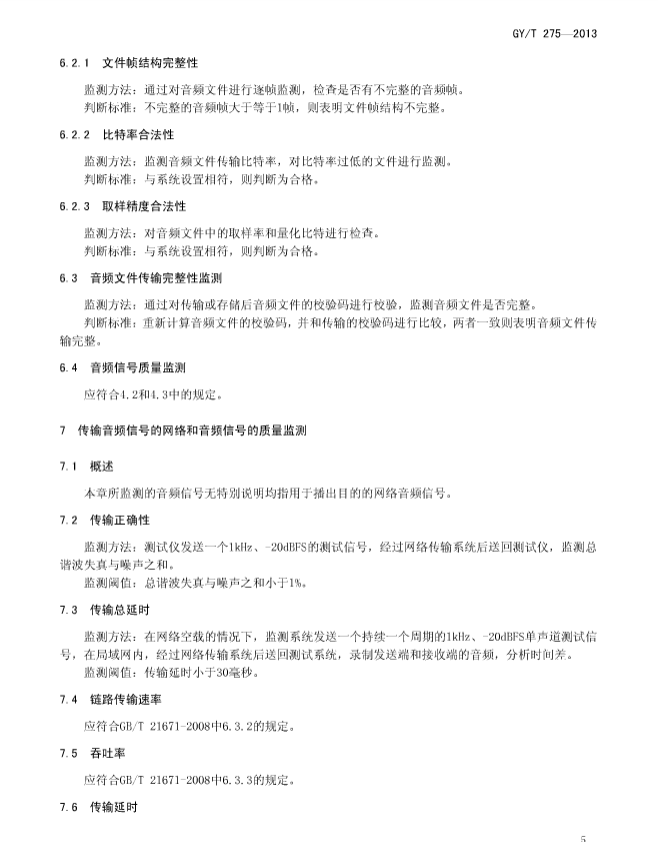 GY/T 275—2013
6.2.1 文件帧结构完整性
监测方法：通过对音频文件进行逐帧监测，检查是否有不完整的音频帧。
判断标准：不完整的音频帧大于等于1帧，则表明文件帧结构不完整。
6.2.2 比特率合法性
监测方法：监测音频文件传输比特率，对比特率过低的文件进行监测。
判断标准：与系统设置相符，则判断为合格。
6.2.3 取样精度合法性
监测方法：对音频文件中的取样率和量化比特进行检查。
判断标准：与系统设置相符，则判断为合格。
6.3 音频文件传输完整性监测
监测方法：通过对传输或存储后音频文件的校验码进行校验，监测音频文件是否完整。
判断标准：重新计算音频文件的校验码，并和传输的校验码进行比较，两者一致则表明音频文件传
输完整。
6.4 音频信号质量监测
应符合4.2和4.3中的规定。
7 传输音频信号的网络和音频信号的质量监测
7.1 概述
本章所监测的音频信号无特别说明均指用于播出目的的网络音频信号。
7.2 传输正确性
监测方法：测试仪发送一个1kHz、-20dBFS的测试信号，经过网络传输系统后送回测试仪，监测总
谐波失真与噪声之和。
监测阈值：总谐波失真与噪声之和小于1%。
7.3 传输总延时
监测方法：在网络空载的情况下，监测系统发送一个持续一个周期的1kHz、-20dBFS单声道测试信
号，在局域网内，经过网络传输系统后送回测试系统，录制发送端和接收端的音频，分析时间差。
监测阈值：传输延时小于30毫秒。
7.4 链路传输速率
应符合GB/T 21671-2008中6.3.2的规定。
7.5 吞吐率
应符合GB/T 21671-2008中6.3.3的规定。
7.6 传输延时
5